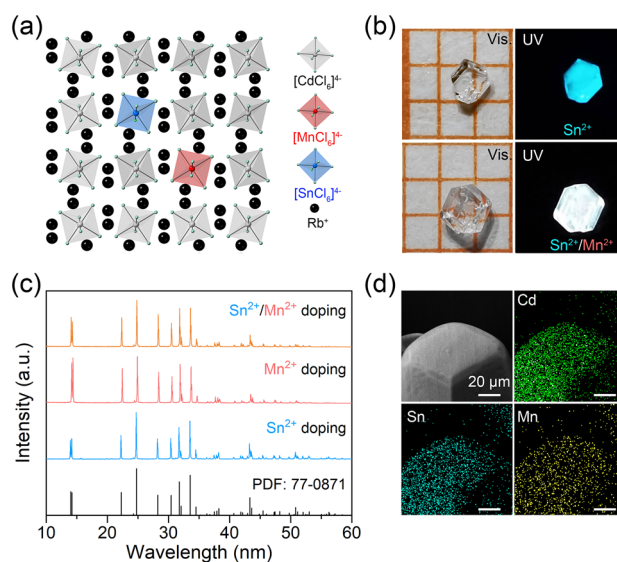 (a)
[CdCl₆]⁴⁻
[MnCl₆]⁴⁻
[SnCl₆]⁴⁻
Rb⁺
(b)
Vis.
UV
Sn²⁺
Vis.
UV
Sn²⁺/Mn²⁺
(c)
Sn²⁺/Mn²⁺ doping
Mn²⁺ doping
Sn²⁺ doping
PDF: 77-0871
Intensity (a.u.)
10 20 30 40 50 60
Wavelength (nm)
(d)
20 μm
Cd
Sn
Mn